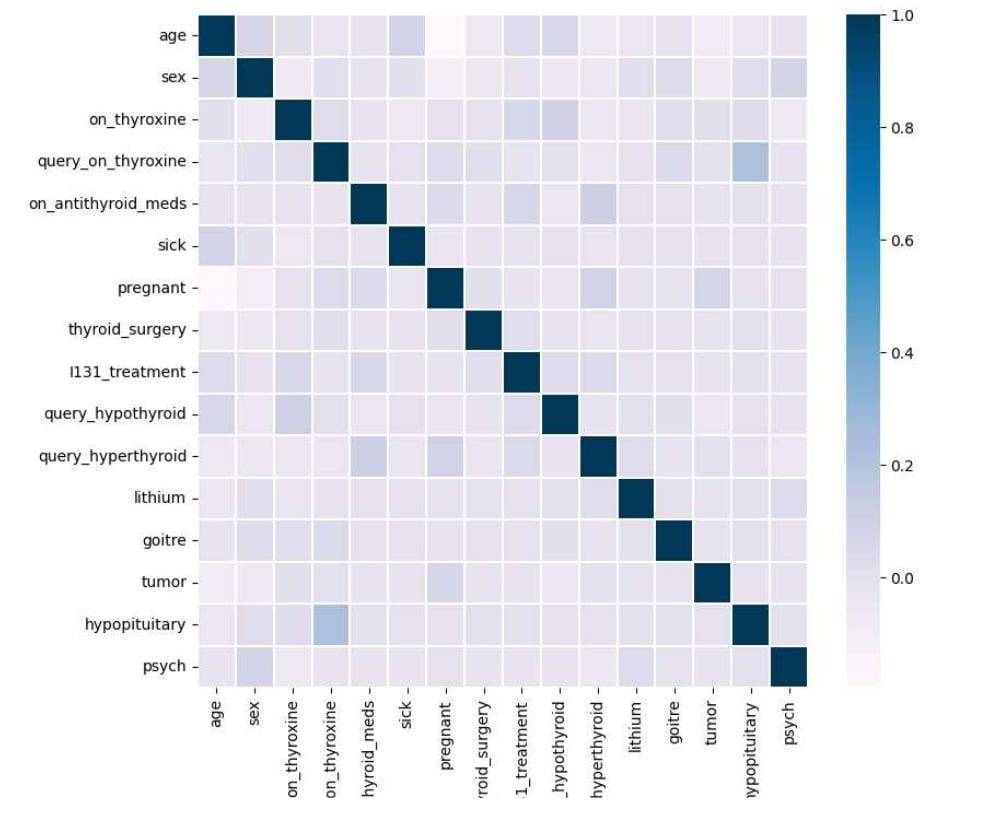 age
sex
on_thyroxine
query_on_thyroxine
on_antithyroid_meds
sick
pregnant
thyroid_surgery
I131_treatment
query_hypothyroid
query_hyperthyroid
lithium
goitre
tumor
hypopituitary
psych
age
sex
on_thyroxine
on_thyroxine
hyroid_meds
sick
pregnant
yroid_surgery
31_treatment
_hypothyroid
hyperthyroid
lithium
goitre
tumor
ypopituitary
psych
1.0
0.8
0.6
0.4
0.2
0.0